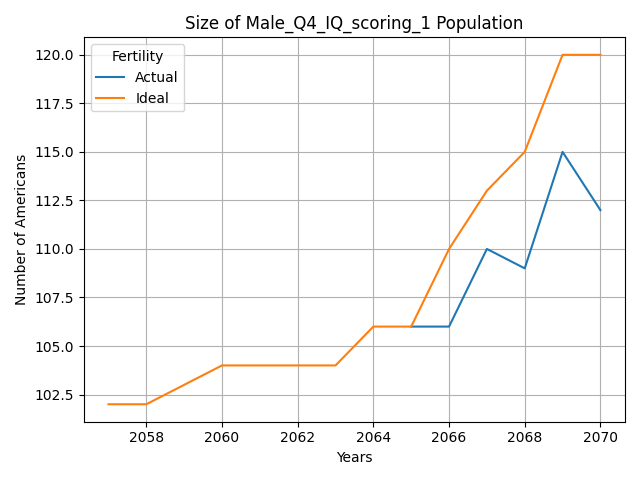 Size of Male_Q4_IQ_scoring_1 Population
Fertility
Actual
Ideal
Number of Americans
120.0
117.5
115.0
112.5
110.0
107.5
105.0
102.5
2058 2060 2062 2064 2066 2068 2070
Years